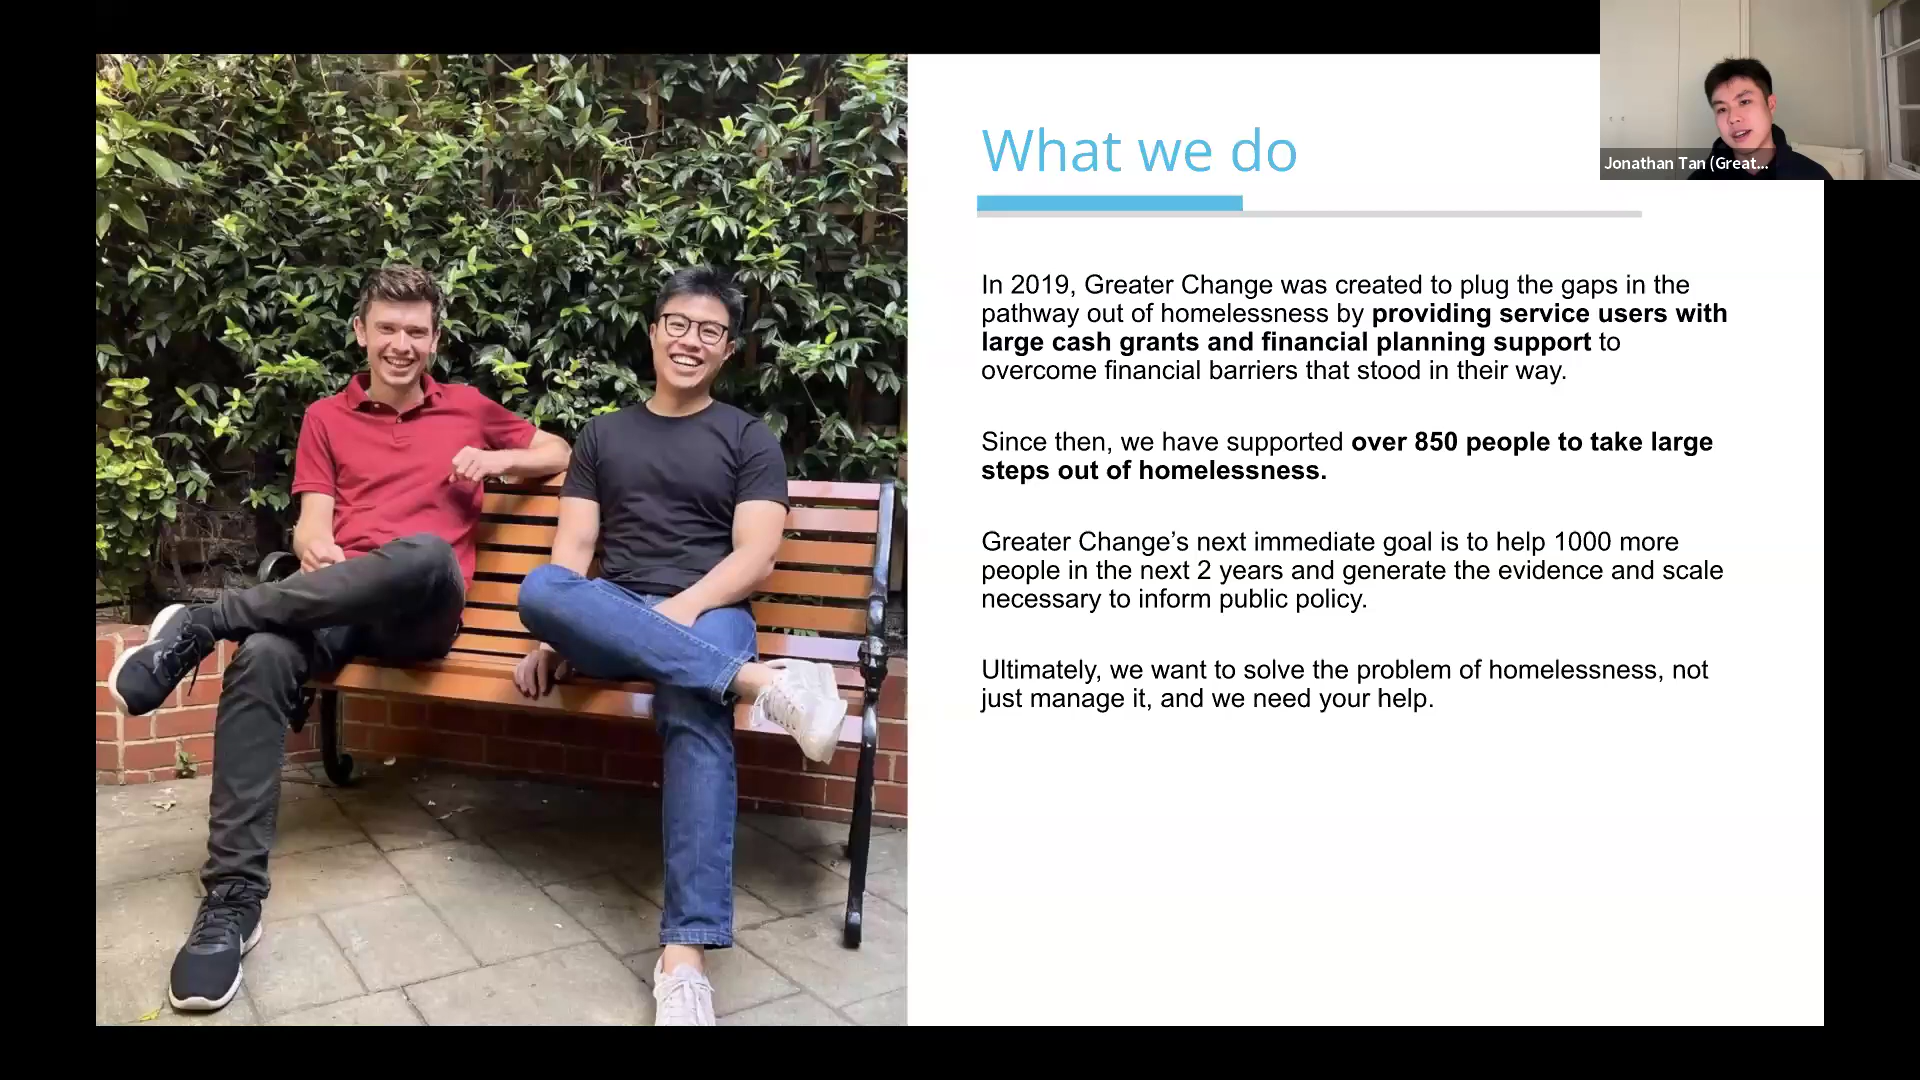 What we do
Jonathan Tan (Great...
In 2019, Greater Change was created to plug the gaps in the
pathway out of homelessness by providing service users with
large cash grants and financial planning support to
overcome financial barriers that stood in their way.
Since then, we have supported over 850 people to take large
steps out of homelessness.
Greater Change’s next immediate goal is to help 1000 more
people in the next 2 years and generate the evidence and scale
necessary to inform public policy.
Ultimately, we want to solve the problem of homelessness, not
just manage it, and we need your help.